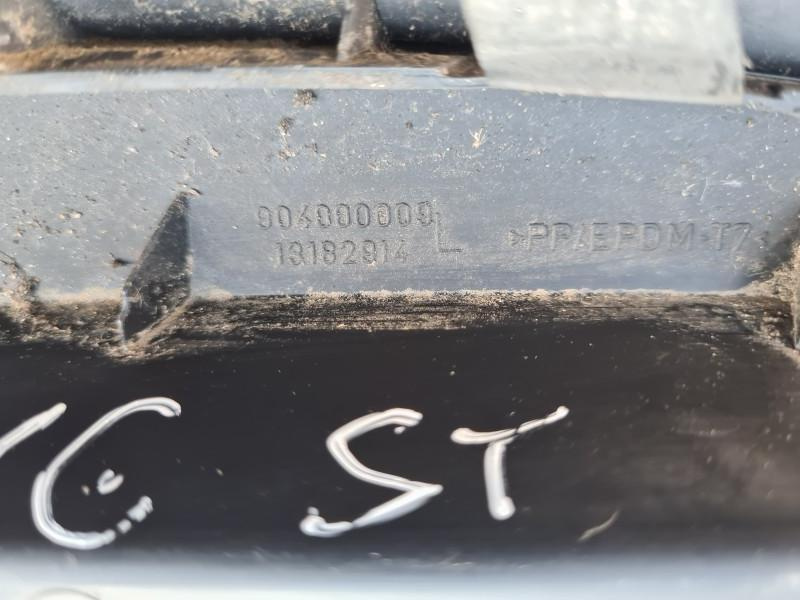 904000009
13182914 L
>PP/EPDM-T7
ST